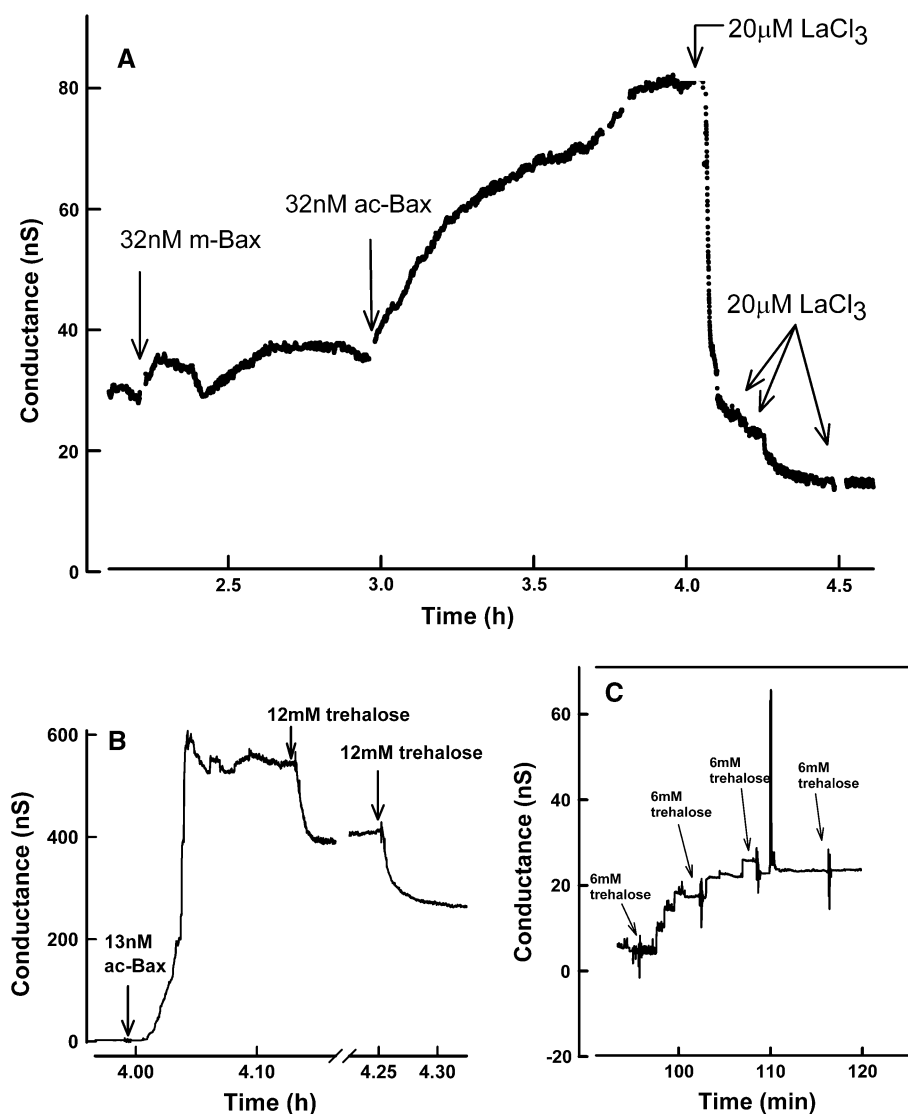 A
20µM LaCl3
80
60
40
20
0
Conductance (nS)
32nM m-Bax
32nM ac-Bax
20µM LaCl3
2.5
3.0
3.5
4.0
4.5
Time (h)
B
600
400
200
0
Conductance (nS)
12mM trehalose
12mM trehalose
13nM
ac-Bax
4.00
4.10
4.25
4.30
Time (h)
C
60
40
20
0
-20
Conductance (nS)
6mM
trehalose
6mM
trehalose
6mM
trehalose
6mM
trehalose
100
110
120
Time (min)